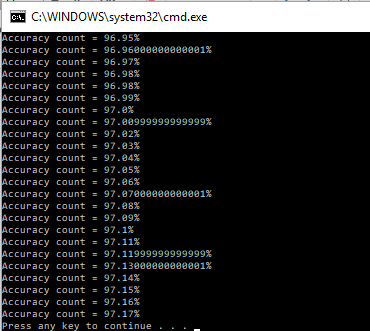 C:\WINDOWS\system32\cmd.exe
Accuracy count = 96.95%
Accuracy count = 96.96000000000001%
Accuracy count = 96.97%
Accuracy count = 96.98%
Accuracy count = 96.98%
Accuracy count = 96.99%
Accuracy count = 97.0%
Accuracy count = 97.00999999999999%
Accuracy count = 97.02%
Accuracy count = 97.03%
Accuracy count = 97.04%
Accuracy count = 97.05%
Accuracy count = 97.06%
Accuracy count = 97.07000000000001%
Accuracy count = 97.08%
Accuracy count = 97.09%
Accuracy count = 97.1%
Accuracy count = 97.11%
Accuracy count = 97.11999999999999%
Accuracy count = 97.13000000000001%
Accuracy count = 97.14%
Accuracy count = 97.15%
Accuracy count = 97.16%
Accuracy count = 97.17%
Press any key to continue . . .